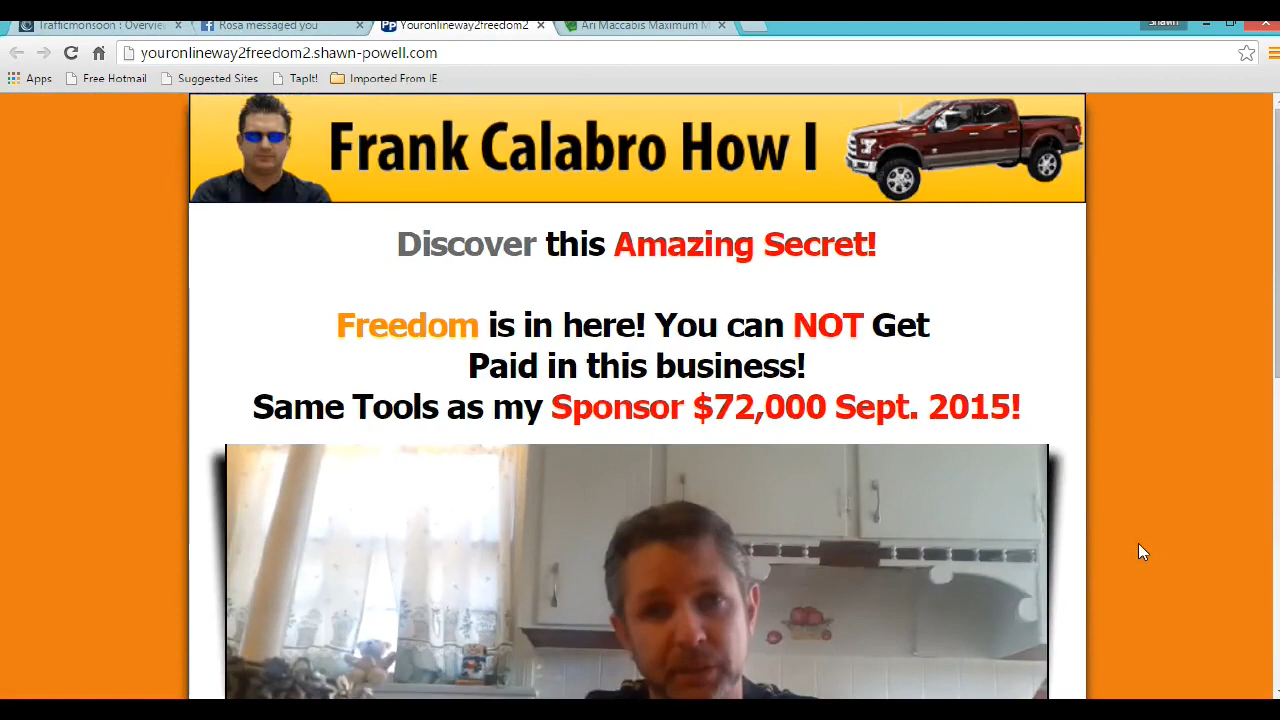 Trafficmonsoon : Overvie
Rosa messaged you
Youronlineway2freedom2
Ari Maccabis Maximum M
Shawn
youronlineway2freedom2.shawn-powell.com
Apps
Free Hotmail
Suggested Sites
TapIt!
Imported From IE
Frank Calabro How I
Discover this Amazing Secret!
Freedom is in here! You can NOT Get
Paid in this business!
Same Tools as my Sponsor $72,000 Sept. 2015!